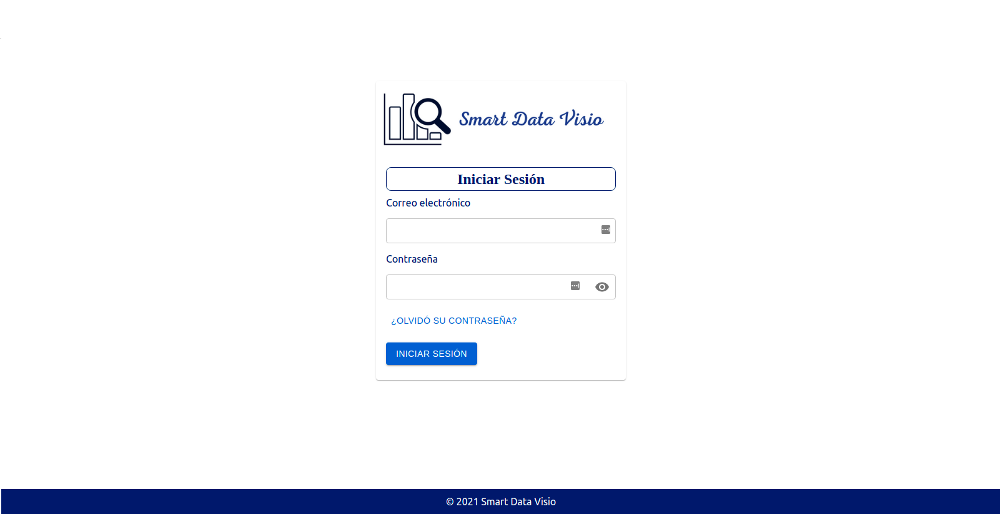 Smart Data Visio
Iniciar Sesión
Correo electrónico
Contraseña
¿OLVIDÓ SU CONTRASEÑA?
INICIAR SESIÓN
© 2021 Smart Data Visio